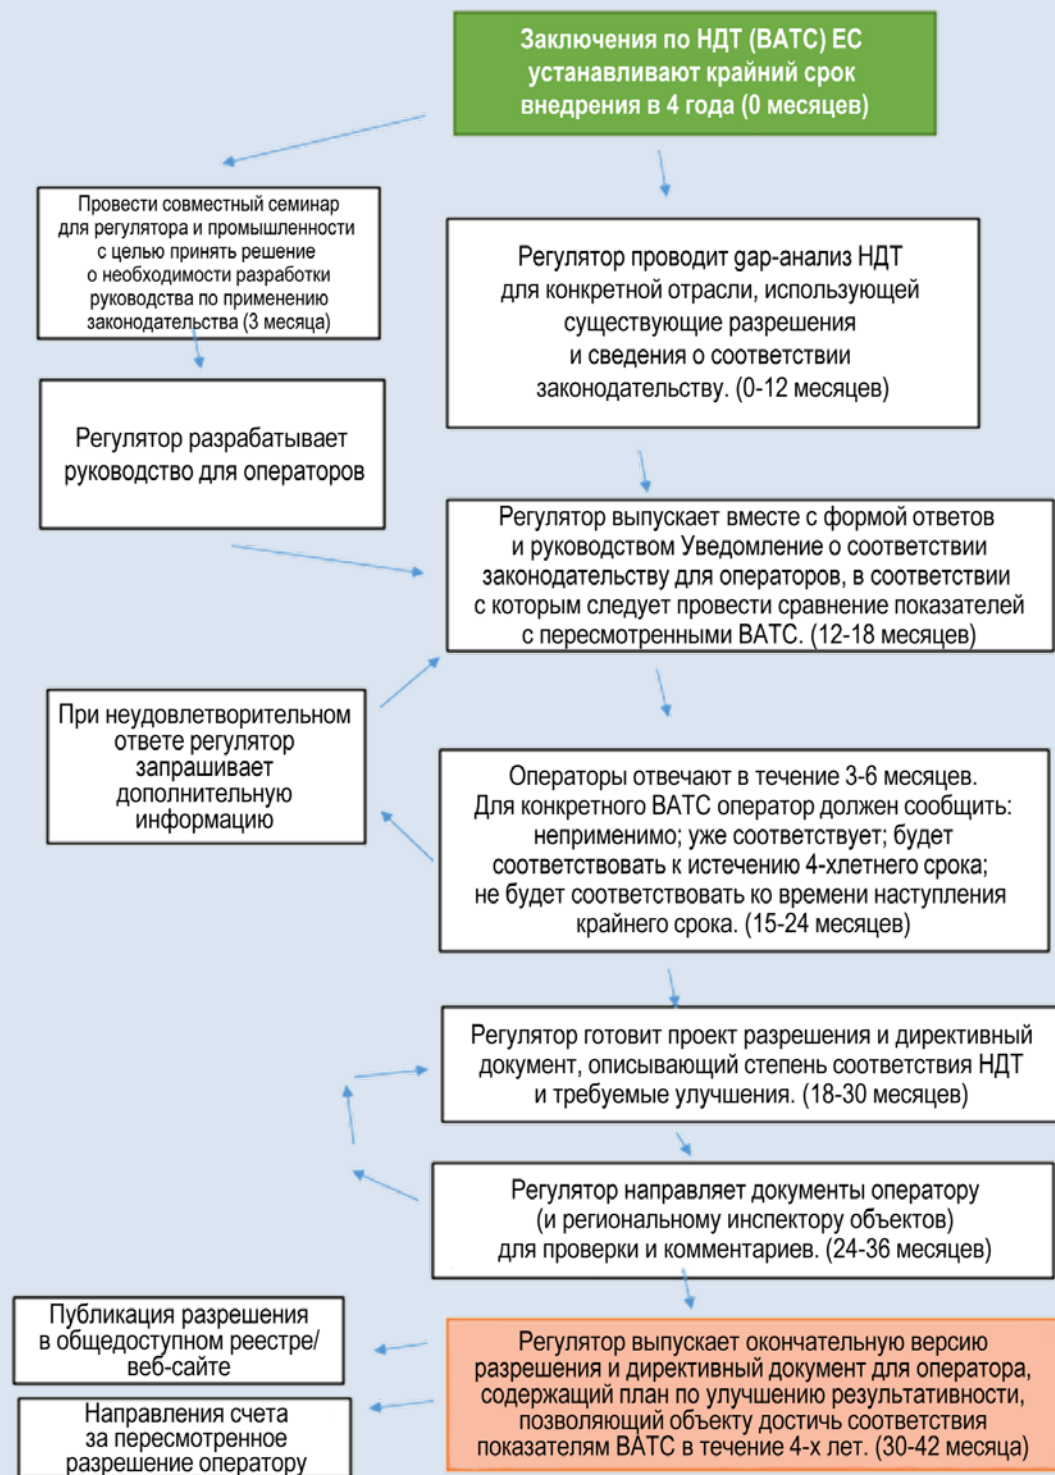 Заключения по НДТ (ВАТС) ЕС
устанавливают крайний срок
внедрения в 4 года (0 месяцев)
Провести совместный семинар
для регулятора и промышленности
с целью принять решение
о необходимости разработки
руководства по применению
законодательства (3 месяца)
Регулятор проводит gap-анализ НДТ
для конкретной отрасли, использующей
существующие разрешения
и сведения о соответствии
законодательству. (0-12 месяцев)
Регулятор разрабатывает
руководство для операторов
Регулятор выпускает вместе с формой ответов
и руководством Уведомление о соответствии
законодательству для операторов, в соответствии
с которым следует провести сравнение показателей
с пересмотренными ВАТС. (12-18 месяцев)
При неудовлетворительном
ответе регулятор
запрашивает
дополнительную
информацию
Операторы отвечают в течение 3-6 месяцев.
Для конкретного ВАТС оператор должен сообщить:
неприменимо; уже соответствует; будет
соответствовать к истечению 4-хлетнего срока;
не будет соответствовать ко времени наступления
крайнего срока. (15-24 месяцев)
Регулятор готовит проект разрешения и директивный
документ, описывающий степень соответствия НДТ
и требуемые улучшения. (18-30 месяцев)
Регулятор направляет документы оператору
(и региональному инспектору объектов)
для проверки и комментариев. (24-36 месяцев)
Публикация разрешения
в общедоступном реестре/
веб-сайте
Направления счета
за пересмотренное
разрешение оператору
Регулятор выпускает окончательную версию
разрешения и директивный документ для оператора,
содержащий план по улучшению результативности,
позволяющий объекту достичь соответствия
показателям ВАТС в течение 4-х лет. (30-42 месяца)